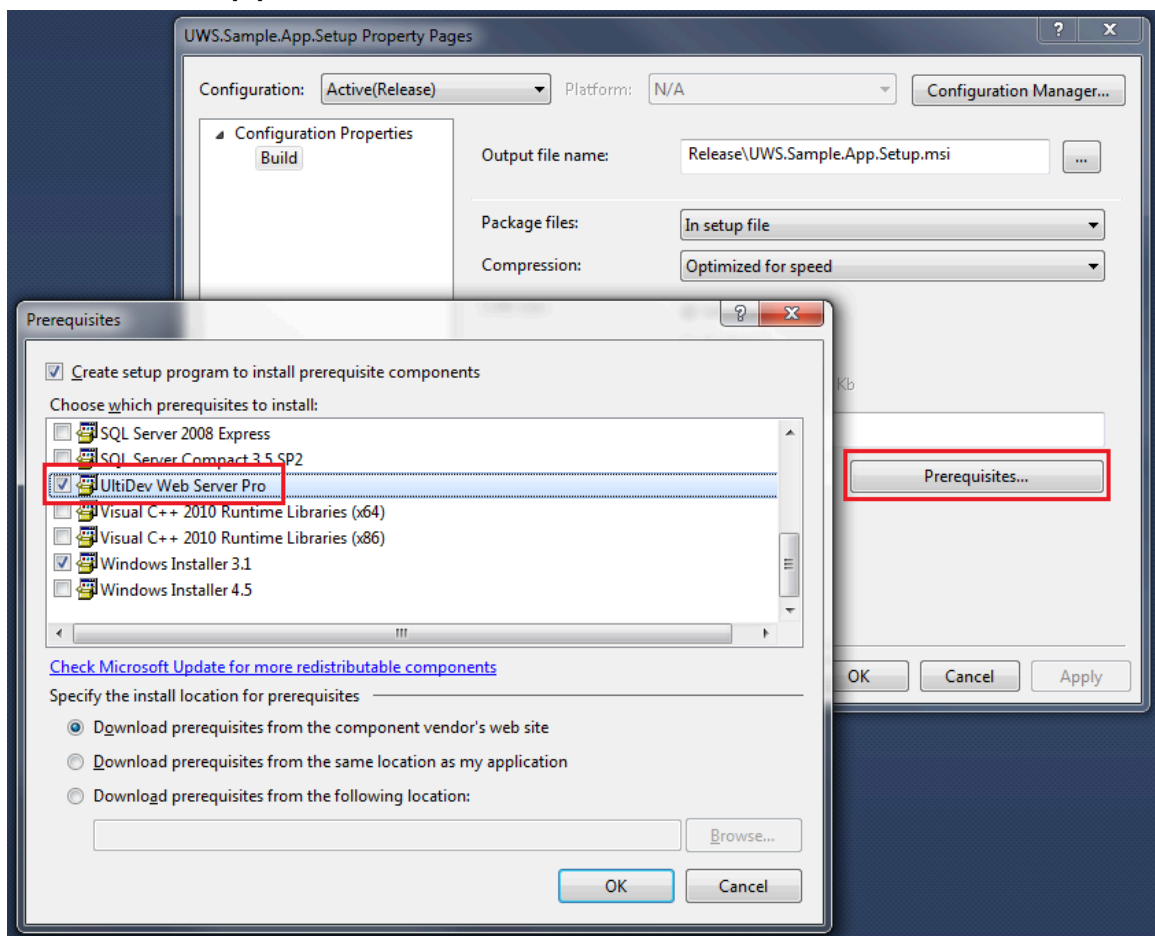 UWS.Sample.App.Setup Property Pages
Configuration: Active(Release) Platform: N/A Configuration Manager...
Configuration Properties
Build
Output file name: Release\UWS.Sample.App.Setup.msi ...
Package files: In setup file
Compression: Optimized for speed
Kb
Prerequisites...
OK Cancel Apply
Prerequisites
Create setup program to install prerequisite components
Choose which prerequisites to install:
SQL Server 2008 Express
SQL Server Compact 3.5 SP2
UltiDev Web Server Pro
Visual C++ 2010 Runtime Libraries (x64)
Visual C++ 2010 Runtime Libraries (x86)
Windows Installer 3.1
Windows Installer 4.5
Check Microsoft Update for more redistributable components
Specify the install location for prerequisites
Download prerequisites from the component vendor's web site
Download prerequisites from the same location as my application
Download prerequisites from the following location:
Browse...
OK Cancel